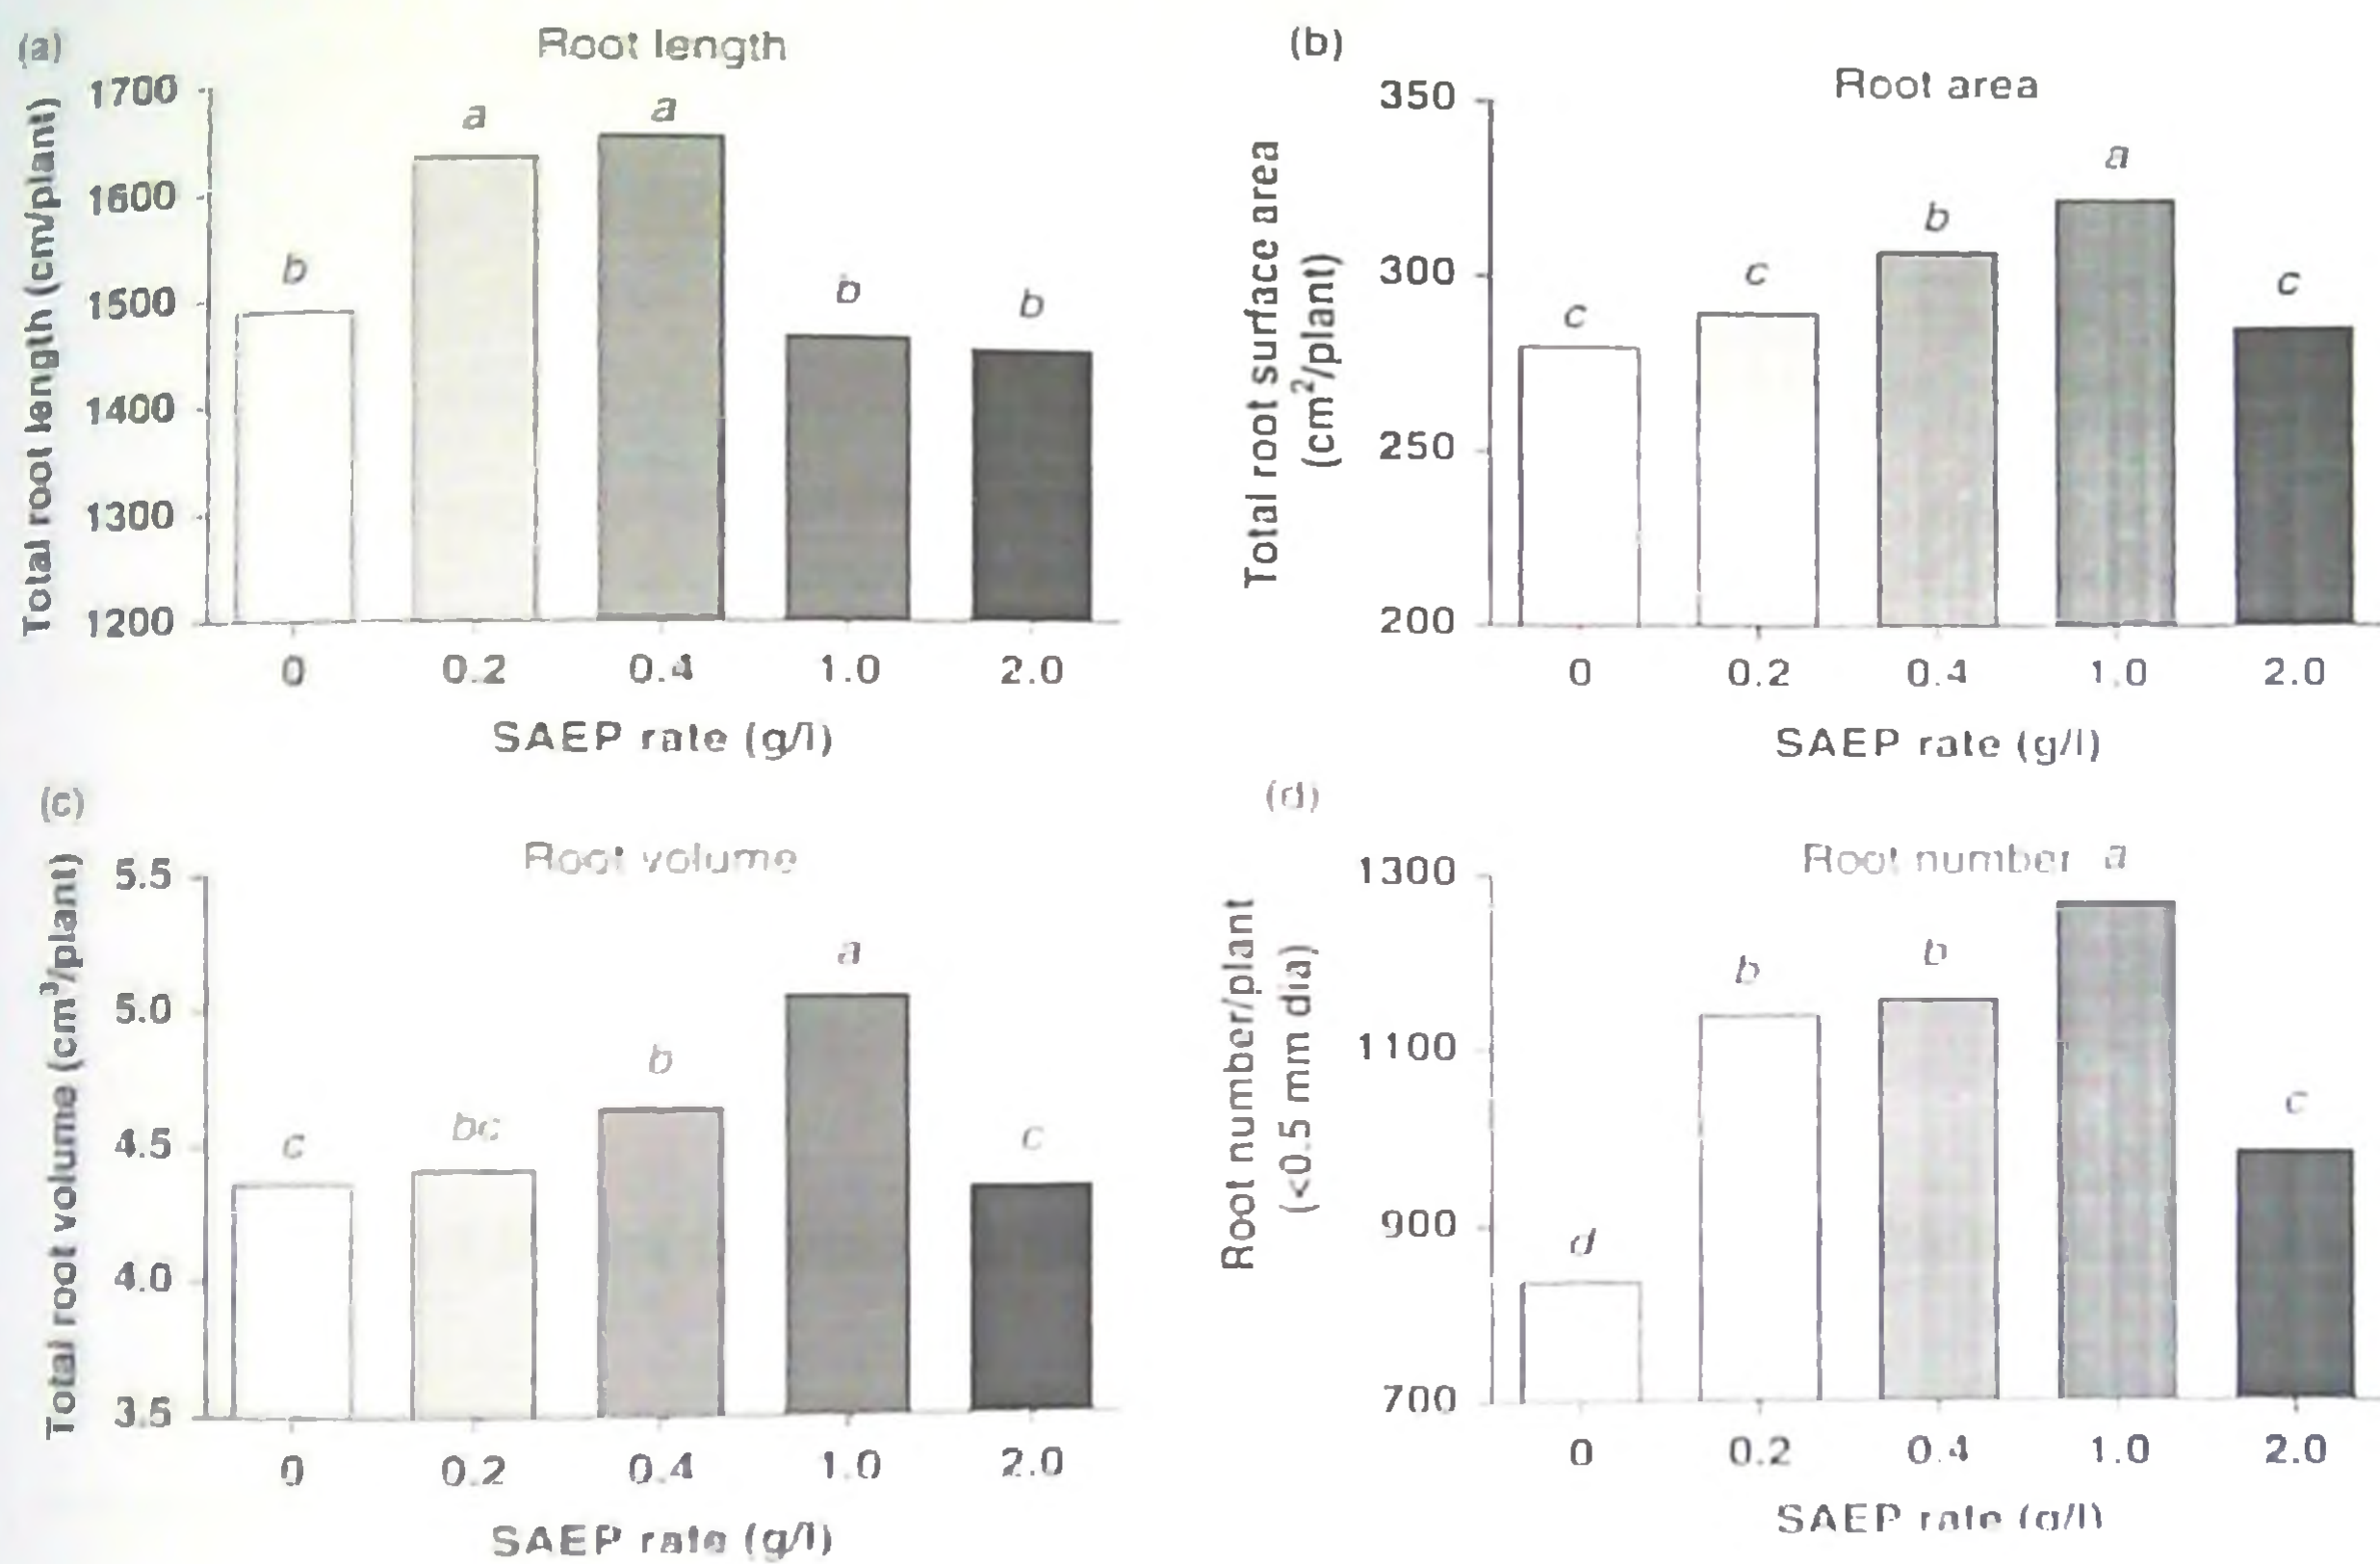 (a)
Root length
Total root length (cm/plant)
1700
1600
1500
1400
1300
1200
b
a
a
b
b
0 0.2 0.4 1.0 2.0
SAEP rate (g/l)
(b)
Root area
Total root surface area
(cm²/plant)
350
300
250
200
c
c
b
a
c
0 0.2 0.4 1.0 2.0
SAEP rate (g/l)
(c)
Root volume
Total root volume (cm³/plant)
5.5
5.0
4.5
4.0
3.5
c
bc
b
a
c
0 0.2 0.4 1.0 2.0
SAEP rate (g/l)
(d)
Root number
Root number/plant
(<0.5 mm dia)
1300
1100
900
700
d
b
b
a
c
0 0.2 0.4 1.0 2.0
SAEP rate (g/l)